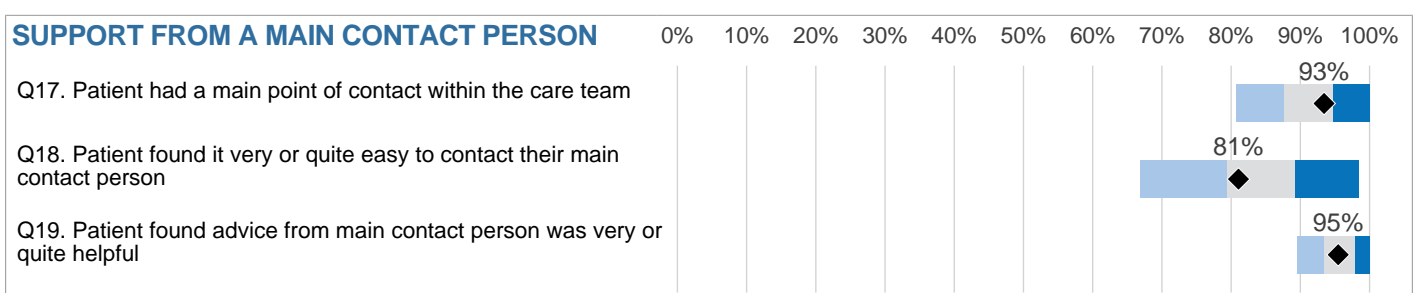 SUPPORT FROM A MAIN CONTACT PERSON 0% 10% 20% 30% 40% 50% 60% 70% 80% 90% 100%
93%
Q17. Patient had a main point of contact within the care team
81%
Q18. Patient found it very or quite easy to contact their main
contact person
95%
Q19. Patient found advice from main contact person was very or
quite helpful